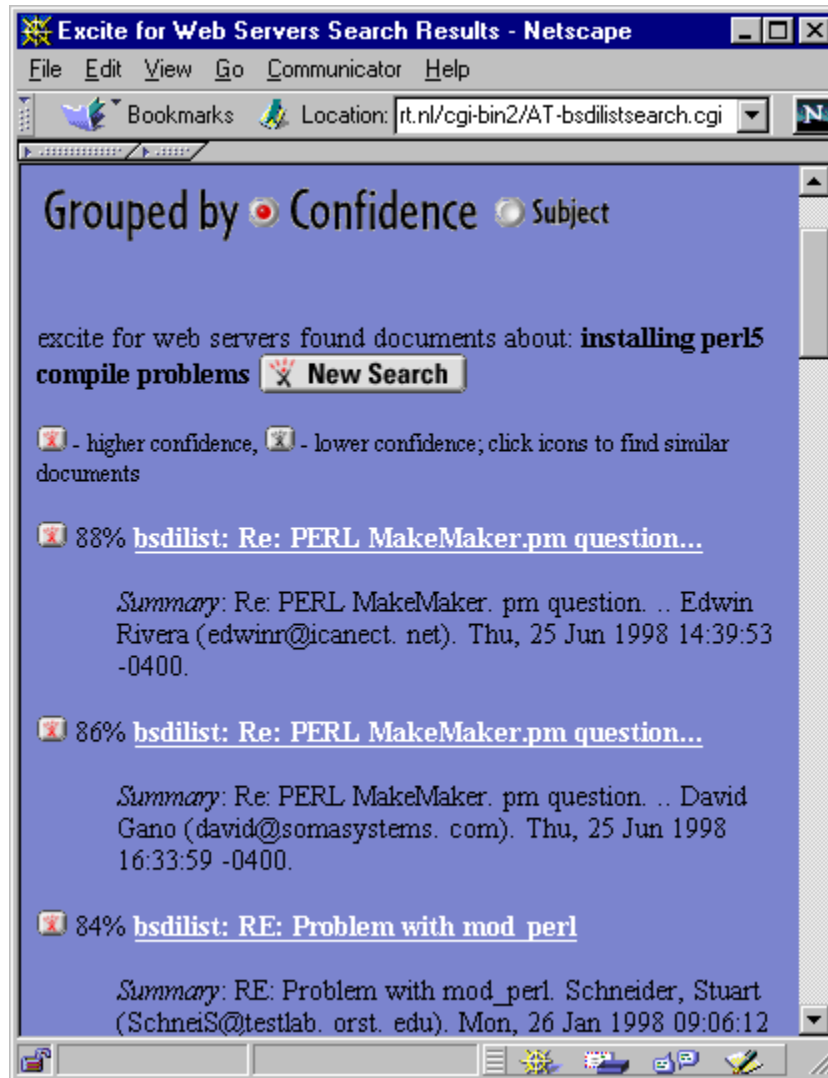 Excite for Web Servers Search Results - Netscape
File Edit View Go Communicator Help
Bookmarks Location: rt.nl/cgi-bin2/AT-bsdilistsearch.cgi N
Grouped by Confidence Subject
excite for web servers found documents about: installing perl5
compile problems New Search
- higher confidence, - lower confidence; click icons to find similar
documents
88% bsdilist: Re: PERL MakeMaker.pm question...
Summary: Re: PERL MakeMaker. pm question. .. Edwin
Rivera (edwinr@icanect. net). Thu, 25 Jun 1998 14:39:53
-0400.
86% bsdilist: Re: PERL MakeMaker.pm question...
Summary: Re: PERL MakeMaker. pm question. .. David
Gano (david@somasystems. com). Thu, 25 Jun 1998
16:33:59 -0400.
84% bsdilist: RE: Problem with mod_perl
Summary: RE: Problem with mod_perl. Schneider, Stuart
(SchneiS@testlab. orst. edu). Mon, 26 Jan 1998 09:06:12